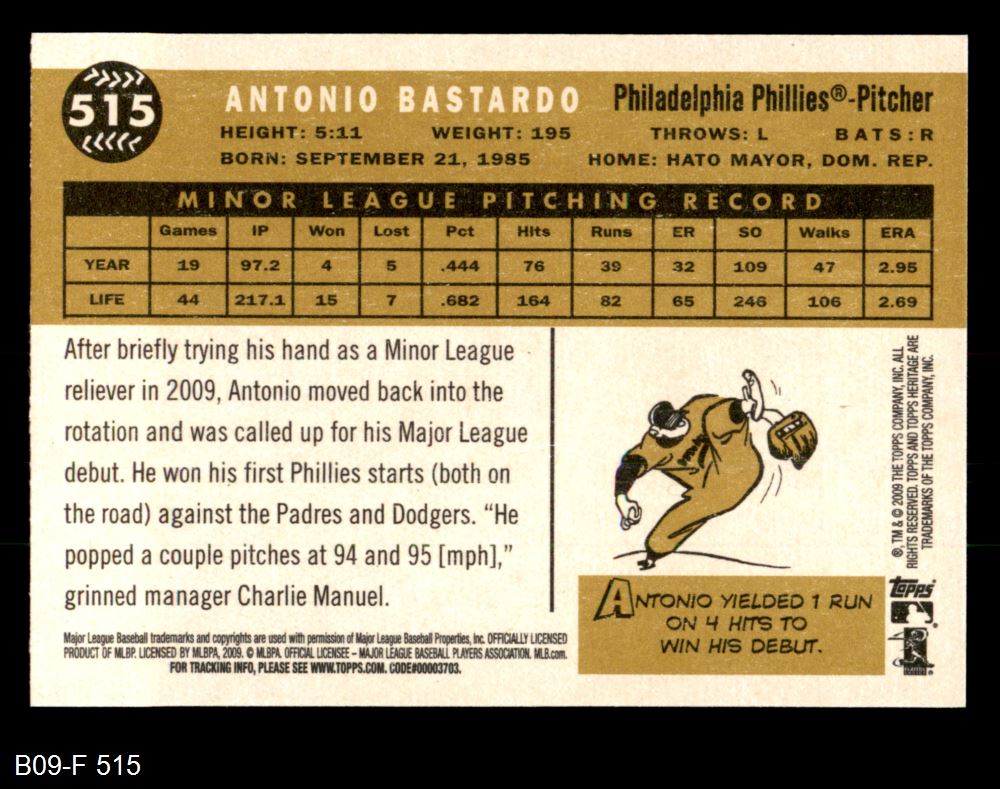 515
ANTONIO BASTARDO Philadelphia Phillies®-Pitcher
HEIGHT: 5:11 WEIGHT: 195 THROWS: L BATS: R
BORN: SEPTEMBER 21, 1985 HOME: HATO MAYOR, DOM. REP.
MINOR LEAGUE PITCHING RECORD
Games IP Won Lost Pct Hits Runs ER SO Walks ERA
YEAR 19 97.2 4 5 .444 76 39 32 109 47 2.95
LIFE 44 217.1 15 7 .682 164 82 65 246 106 2.69
After briefly trying his hand as a Minor League
reliever in 2009, Antonio moved back into the
rotation and was called up for his Major League
debut. He won his first Phillies starts (both on
the road) against the Padres and Dodgers. “He
popped a couple pitches at 94 and 95 [mph],”
grinned manager Charlie Manuel.
Major League Baseball trademarks and copyrights are used with permission of Major League Baseball Properties, Inc. OFFICIALLY LICENSED
PRODUCT OF MLBP. LICENSED BY MLBPA, 2009. © MLBPA. OFFICIAL LICENSEE – MAJOR LEAGUE BASEBALL PLAYERS ASSOCIATION. MLB.com.
FOR TRACKING INFO, PLEASE SEE WWW.TOPPS.COM. CODE#00003703.
ANTONIO YIELDED 1 RUN
ON 4 HITS TO
WIN HIS DEBUT.
®, TM & © 2009 THE TOPPS COMPANY, INC. ALL
RIGHTS RESERVED. TOPPS AND TOPPS HERITAGE ARE
TRADEMARKS OF THE TOPPS COMPANY, INC.
Topps
B09-F 515